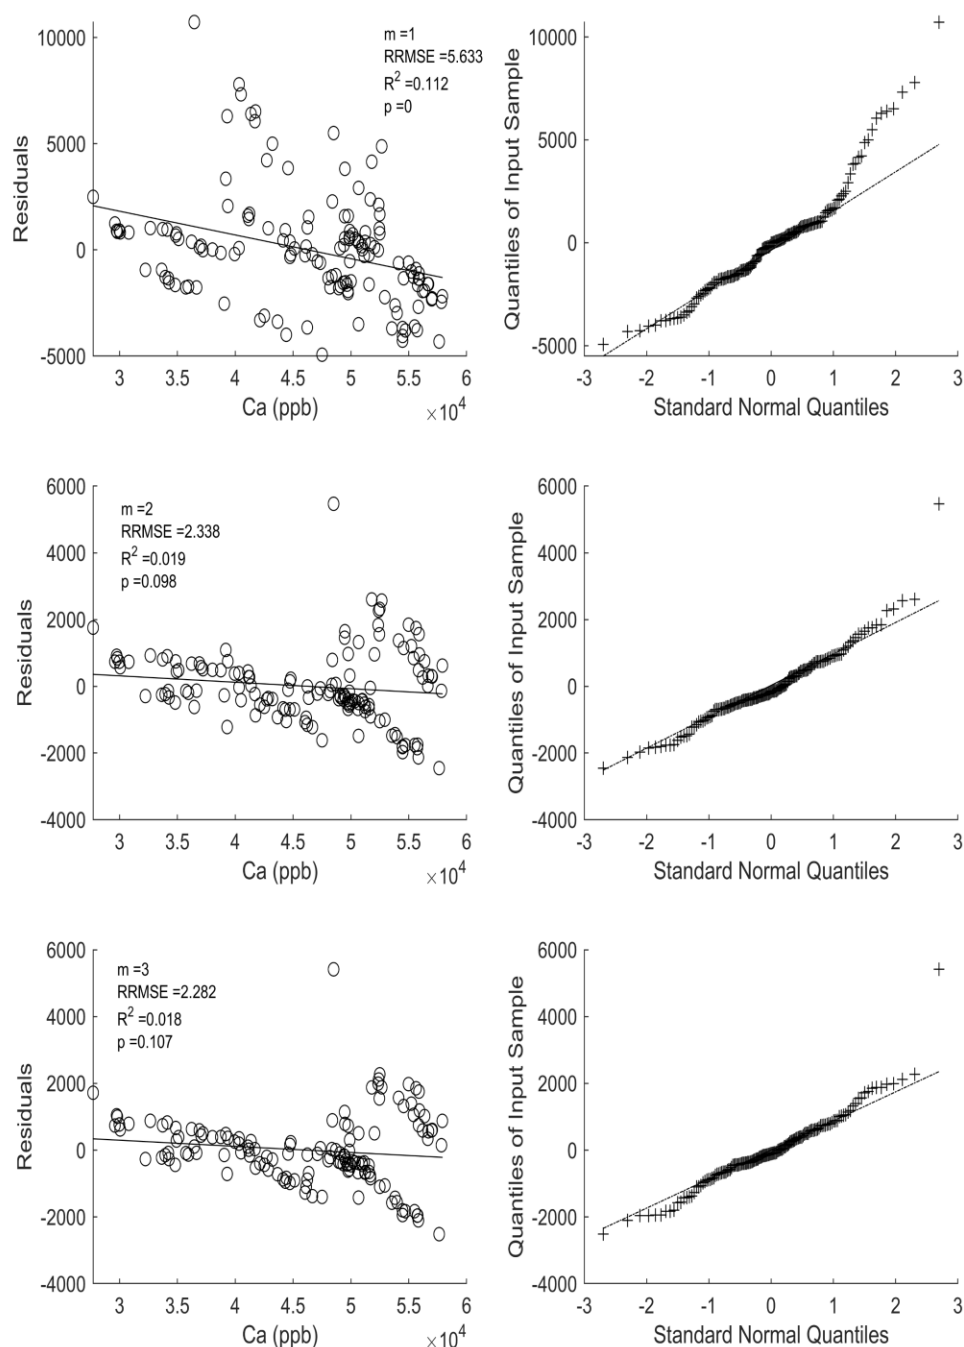 10000
5000
0
-5000
Residuals
m =1
RRMSE =5.633
R² =0.112
p =0
3 3.5 4 4.5 5 5.5 6
Ca (ppb)
×10⁴
10000
5000
0
-5000
Quantiles of Input Sample
-3 -2 -1 0 1 2 3
Standard Normal Quantiles
6000
4000
2000
0
-2000
-4000
Residuals
m =2
RRMSE =2.338
R² =0.019
p =0.098
3 3.5 4 4.5 5 5.5 6
Ca (ppb)
×10⁴
6000
4000
2000
0
-2000
-4000
Quantiles of Input Sample
-3 -2 -1 0 1 2 3
Standard Normal Quantiles
6000
4000
2000
0
-2000
-4000
Residuals
m =3
RRMSE =2.282
R² =0.018
p =0.107
3 3.5 4 4.5 5 5.5 6
Ca (ppb)
×10⁴
6000
4000
2000
0
-2000
-4000
Quantiles of Input Sample
-3 -2 -1 0 1 2 3
Standard Normal Quantiles